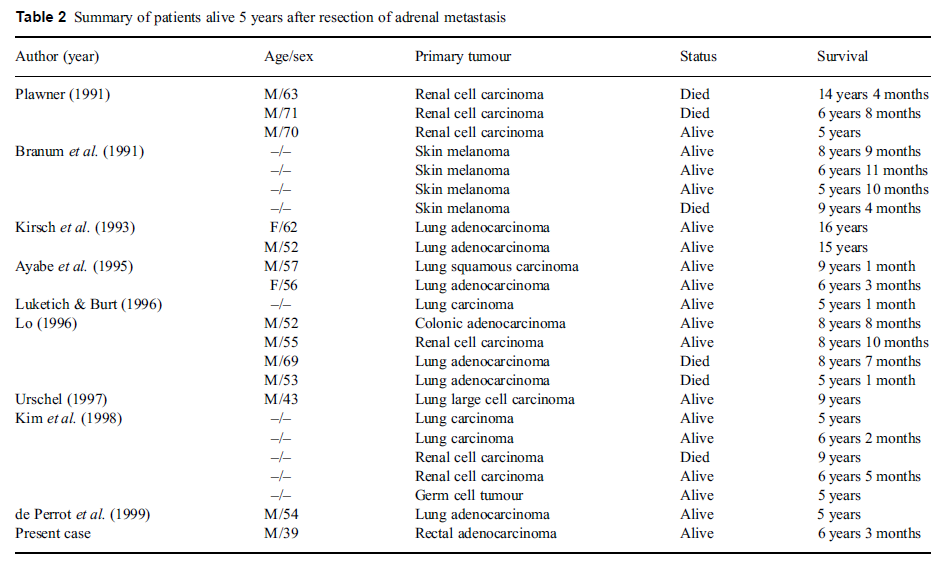 Table 2 Summary of patients alive 5 years after resection of adrenal metastasis
Author (year) Age/sex Primary tumour Status Survival
Plawner (1991) M/63 Renal cell carcinoma Died 14 years 4 months
M/71 Renal cell carcinoma Died 6 years 8 months
M/70 Renal cell carcinoma Alive 5 years
Branum et al. (1991) –/– Skin melanoma Alive 8 years 9 months
–/– Skin melanoma Alive 6 years 11 months
–/– Skin melanoma Alive 5 years 10 months
–/– Skin melanoma Died 9 years 4 months
Kirsch et al. (1993) F/62 Lung adenocarcinoma Alive 16 years
M/52 Lung adenocarcinoma Alive 15 years
Ayabe et al. (1995) M/57 Lung squamous carcinoma Alive 9 years 1 month
F/56 Lung adenocarcinoma Alive 6 years 3 months
Luketich & Burt (1996) –/– Lung carcinoma Alive 5 years 1 month
Lo (1996) M/52 Colonic adenocarcinoma Alive 8 years 8 months
M/55 Renal cell carcinoma Alive 8 years 10 months
M/69 Lung adenocarcinoma Died 8 years 7 months
M/53 Lung adenocarcinoma Died 5 years 1 month
Urschel (1997) M/43 Lung large cell carcinoma Alive 9 years
Kim et al. (1998) –/– Lung carcinoma Alive 5 years
–/– Lung carcinoma Alive 6 years 2 months
–/– Renal cell carcinoma Died 9 years
–/– Renal cell carcinoma Alive 6 years 5 months
–/– Germ cell tumour Alive 5 years
de Perrot et al. (1999) M/54 Lung adenocarcinoma Alive 5 years
Present case M/39 Rectal adenocarcinoma Alive 6 years 3 months